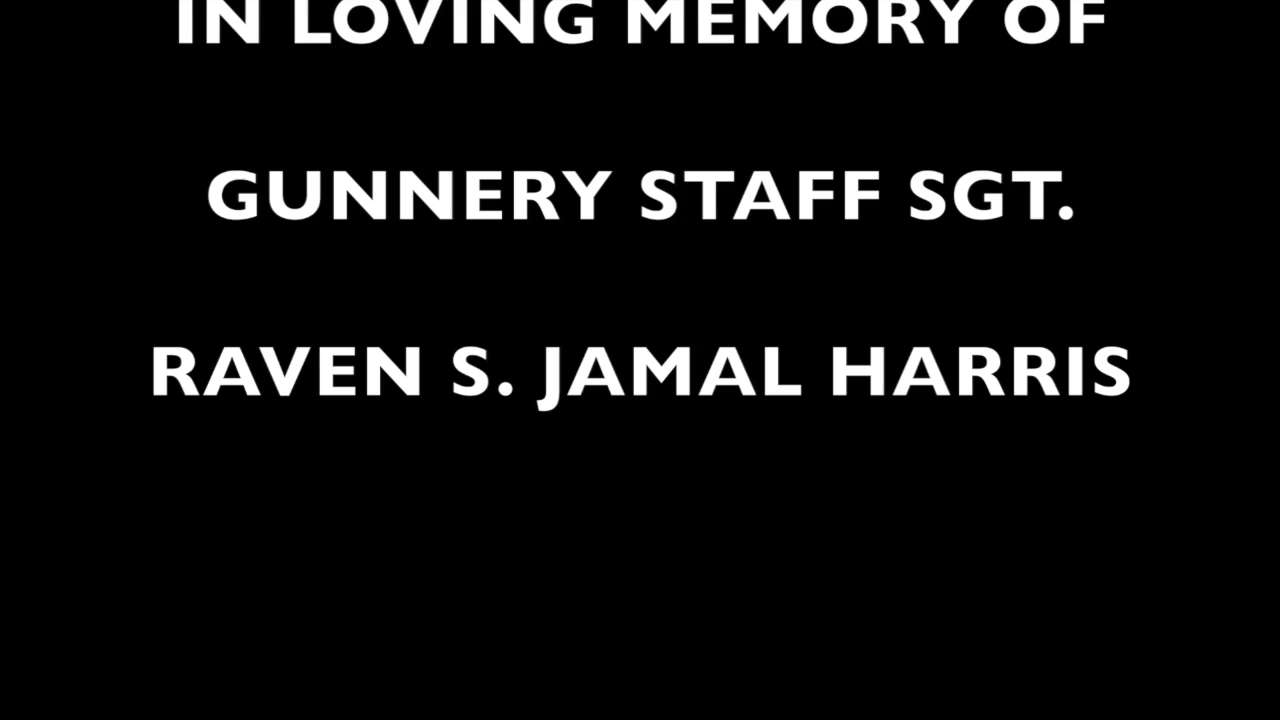 IN LOVING MEMORY OF
GUNNERY STAFF SGT.
RAVEN S. JAMAL HARRIS